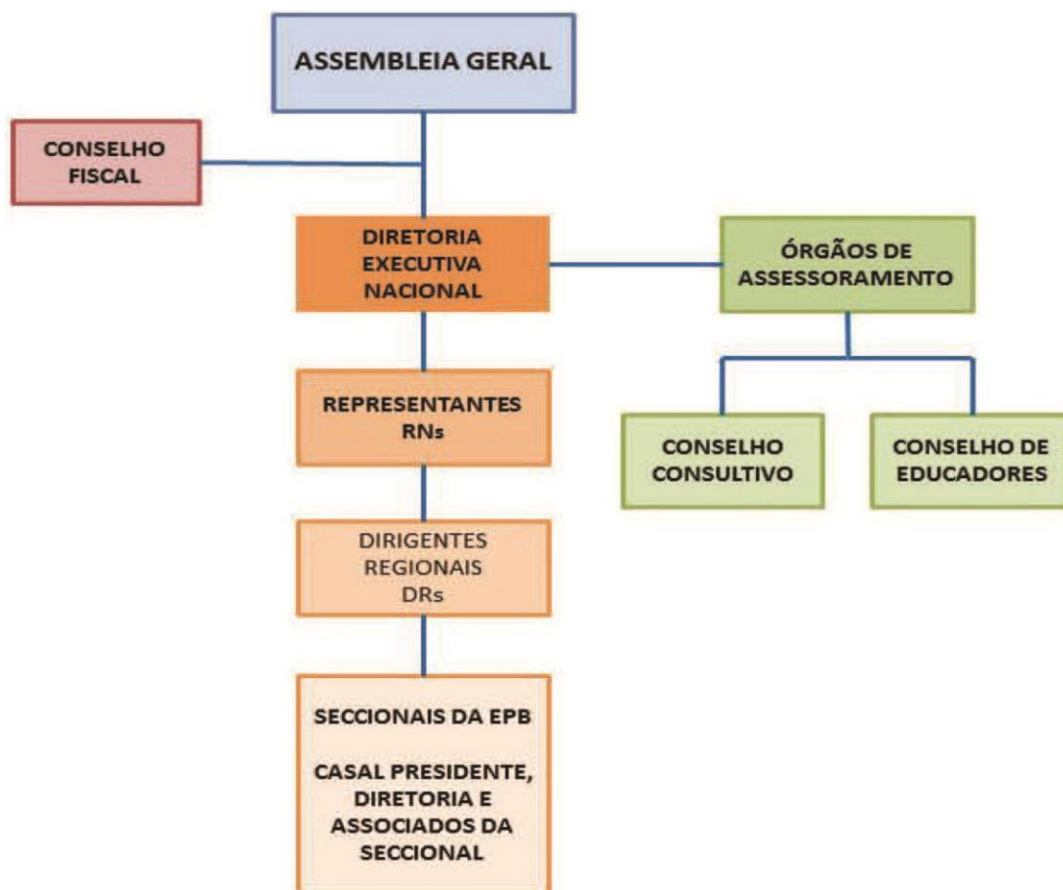 ASSEMBLEIA GERAL
CONSELHO
FISCAL
DIRETORIA
EXECUTIVA
NACIONAL
ÓRGÃOS DE
ASSESSORAMENTO
REPRESENTANTES
RNs
CONSELHO
CONSULTIVO
CONSELHO DE
EDUCADORES
DIRIGENTES
REGIONAIS
DRs
SECCIONAIS DA EPB
CASAL PRESIDENTE,
DIRETORIA E
ASSOCIADOS DA
SECCIONAL